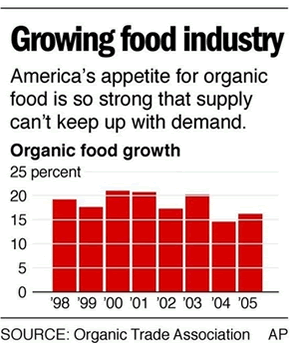 Growing food industry
America's appetite for organic
food is so strong that supply
can't keep up with demand.
Organic food growth
25 percent
20
15
10
5
0
'98 '99 '00 '01 '02 '03 '04 '05
SOURCE: Organic Trade Association AP